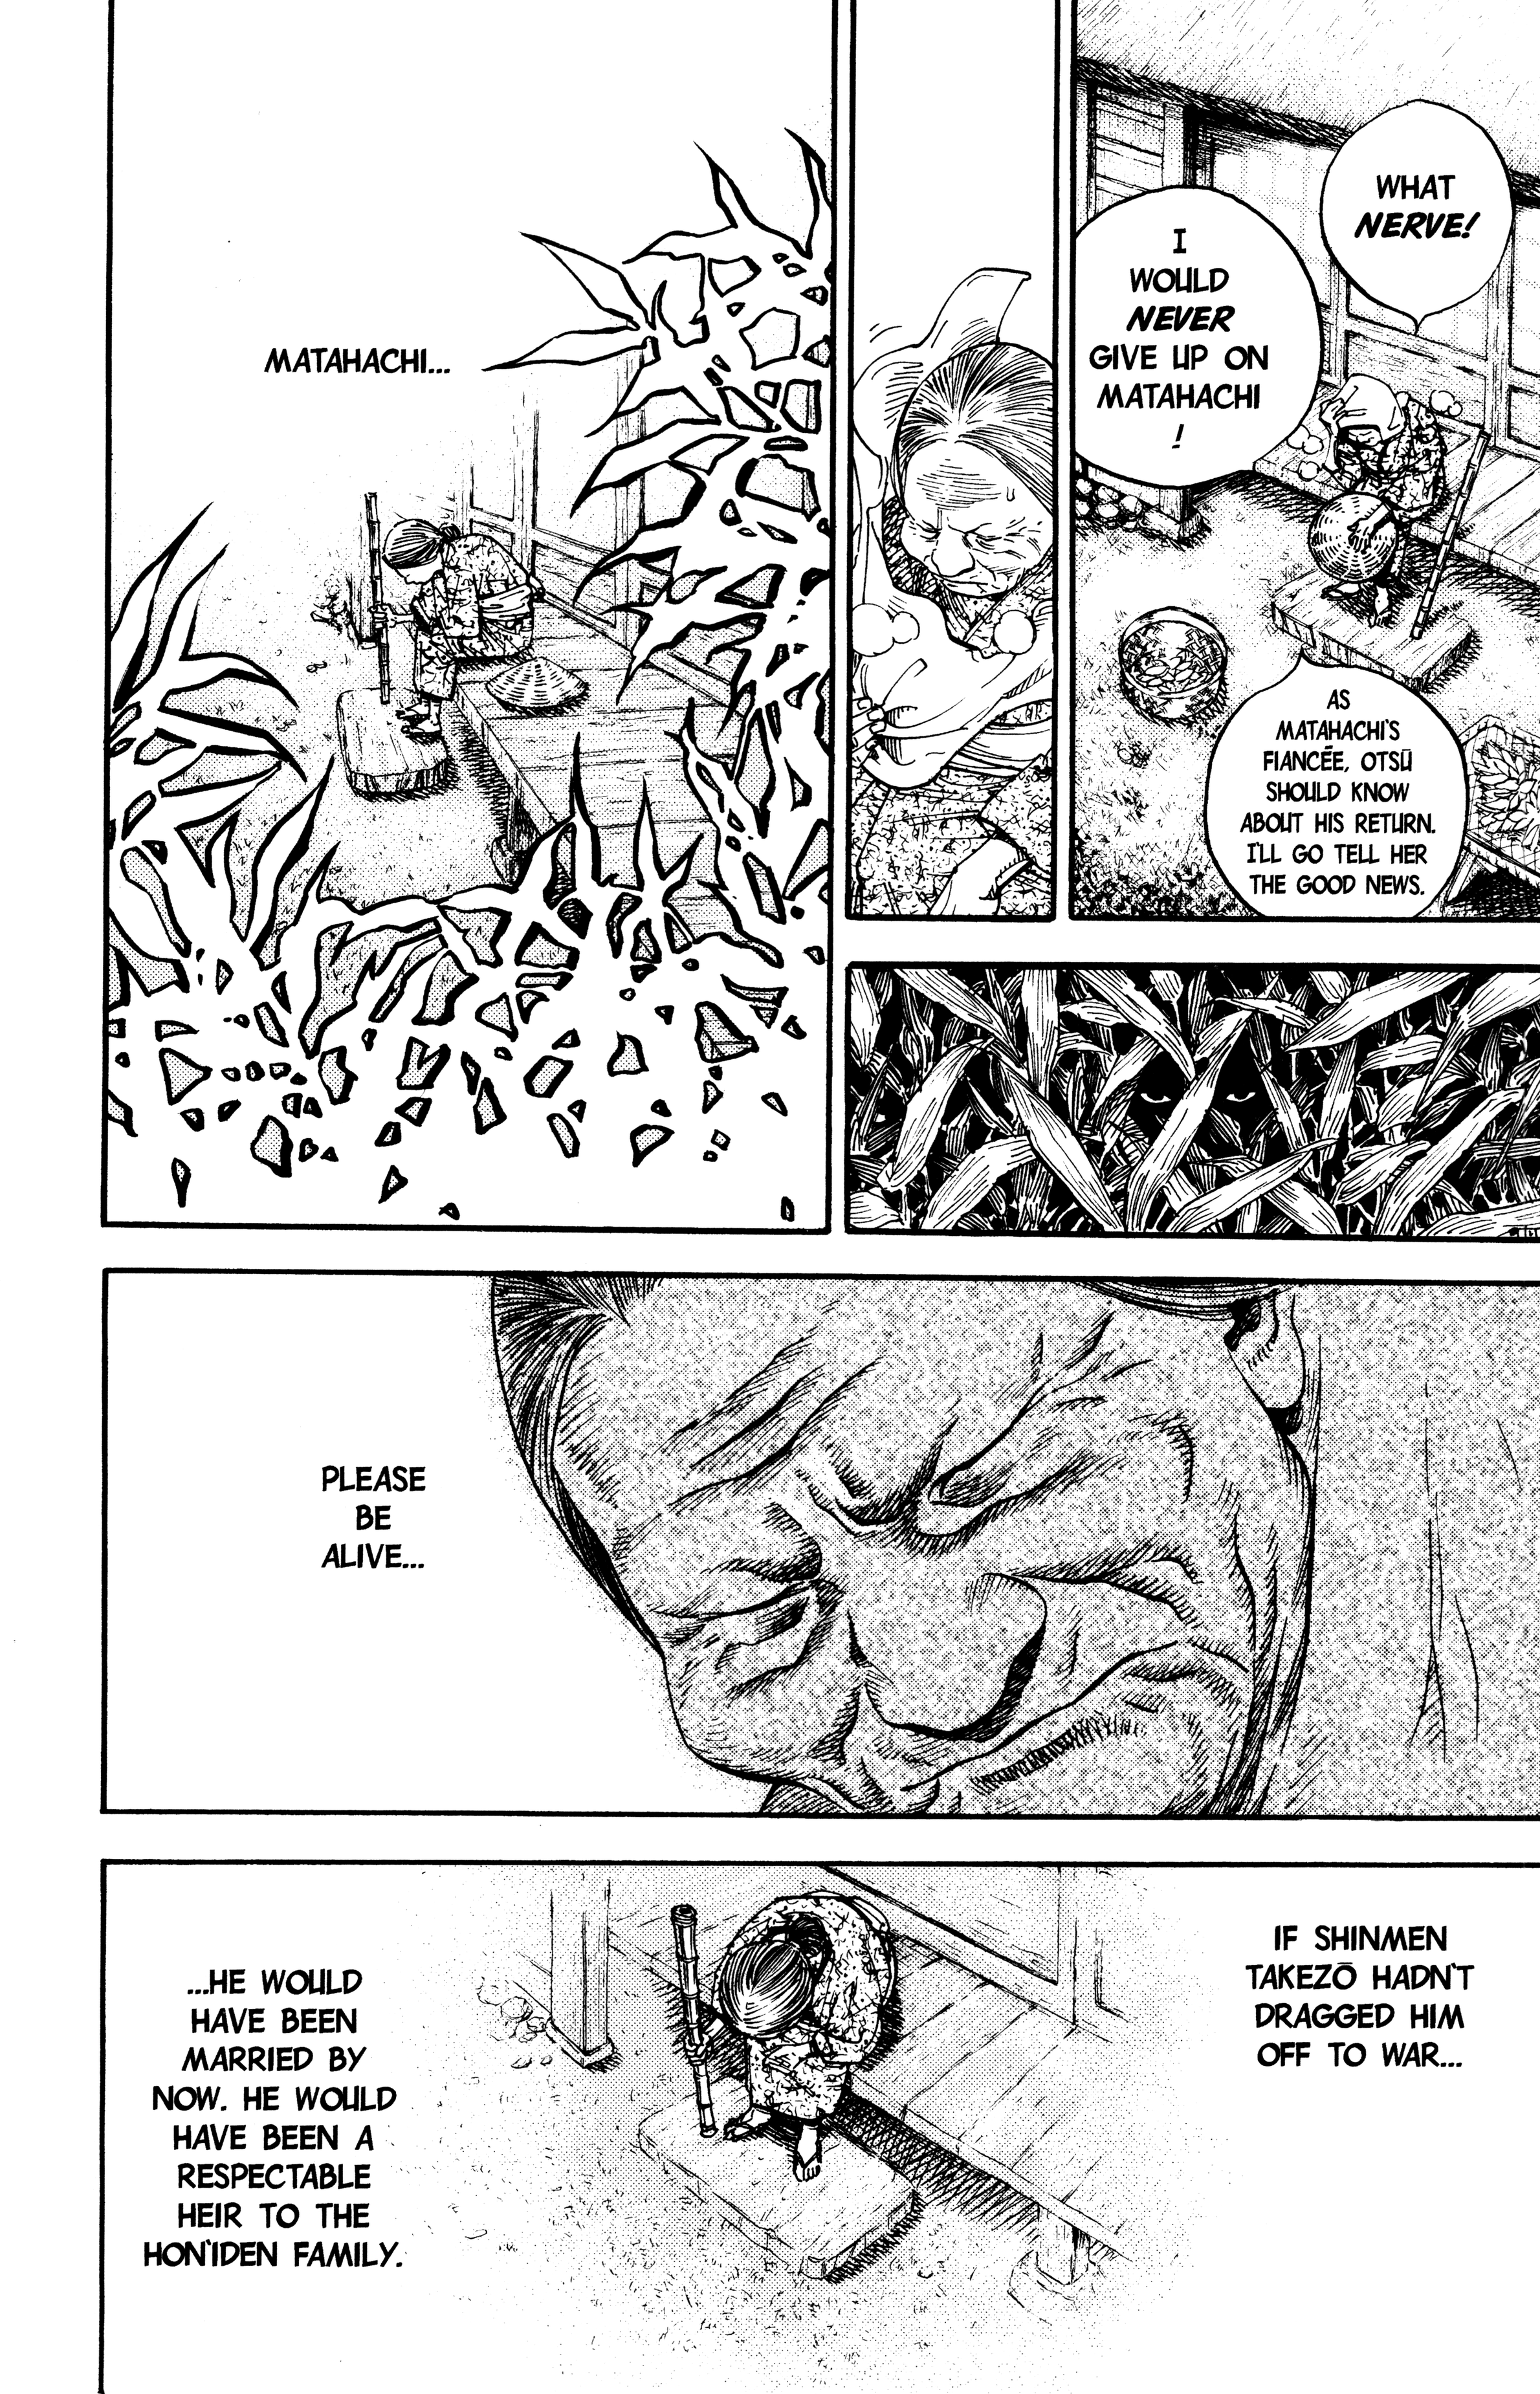 WHAT
NERVE!
I
WOULD
NEVER
GIVE UP ON
MATAHACHI
!
AS
MATAHACHI'S
FIANCÉE, OTSŪ
SHOULD KNOW
ABOUT HIS RETURN.
I'LL GO TELL HER
THE GOOD NEWS.
MATAHACHI...
PLEASE
BE
ALIVE...
IF SHINMEN
TAKEZŌ HADN'T
DRAGGED HIM
OFF TO WAR...
...HE WOULD
HAVE BEEN
MARRIED BY
NOW. HE WOULD
HAVE BEEN A
RESPECTABLE
HEIR TO THE
HON'IDEN FAMILY.